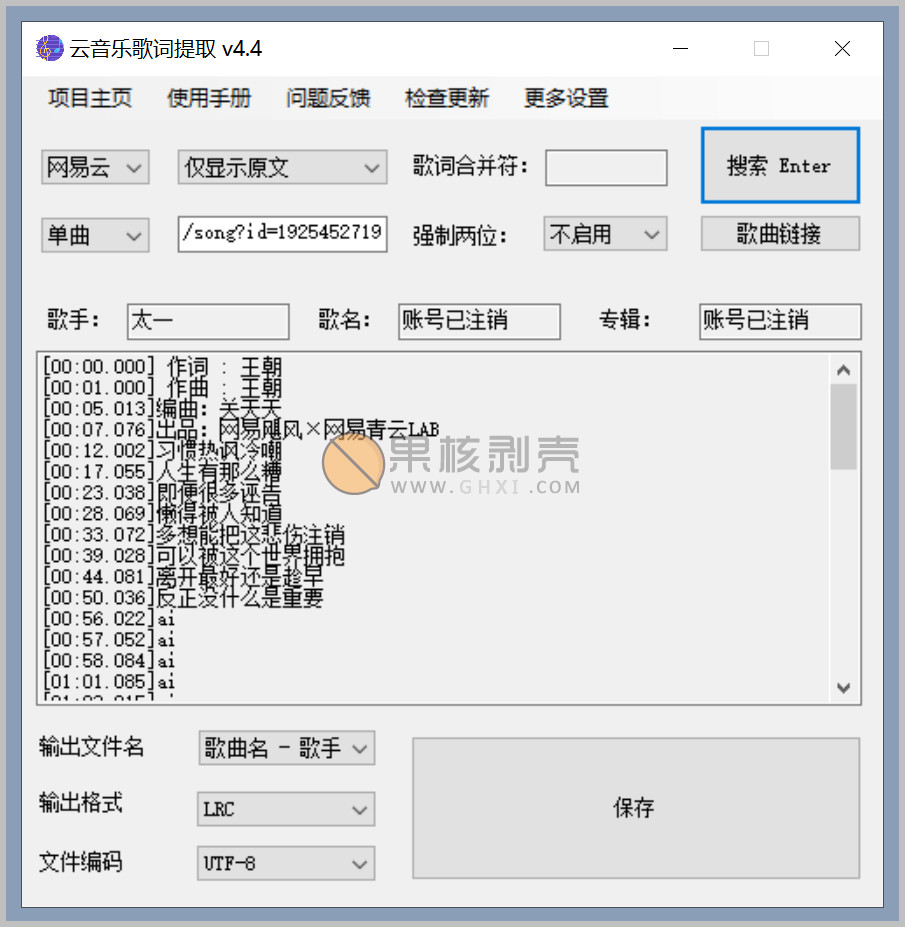 云音乐歌词提取 v4.4
项目主页 使用手册 问题反馈 检查更新 更多设置
网易云 仅显示原文 歌词合并符： 搜索 Enter
单曲 /song?id=1925452719 强制两位： 不启用 歌曲链接
歌手： 太一 歌名： 账号已注销 专辑： 账号已注销
[00:00.000] 作词 : 王朝
[00:01.000] 作曲 : 王朝
[00:05.013]编曲：关天天
[00:07.076]出品：网易飓风×网易青云LAB
[00:12.002]习惯热讽冷嘲
[00:17.055]人生有那么糟
[00:23.038]即便很多诬告
[00:28.069]懒得被人知道
[00:33.072]多想能把这悲伤注销
[00:39.028]可以被这个世界拥抱
[00:44.081]离开最好还是趁早
[00:50.036]反正没什么是重要
[00:56.022]ai
[00:57.052]ai
[00:58.084]ai
[01:01.085]ai
果核剥壳
WWW.GHXI.COM
输出文件名 歌曲名 - 歌手
输出格式 LRC
保存
文件编码 UTF-8